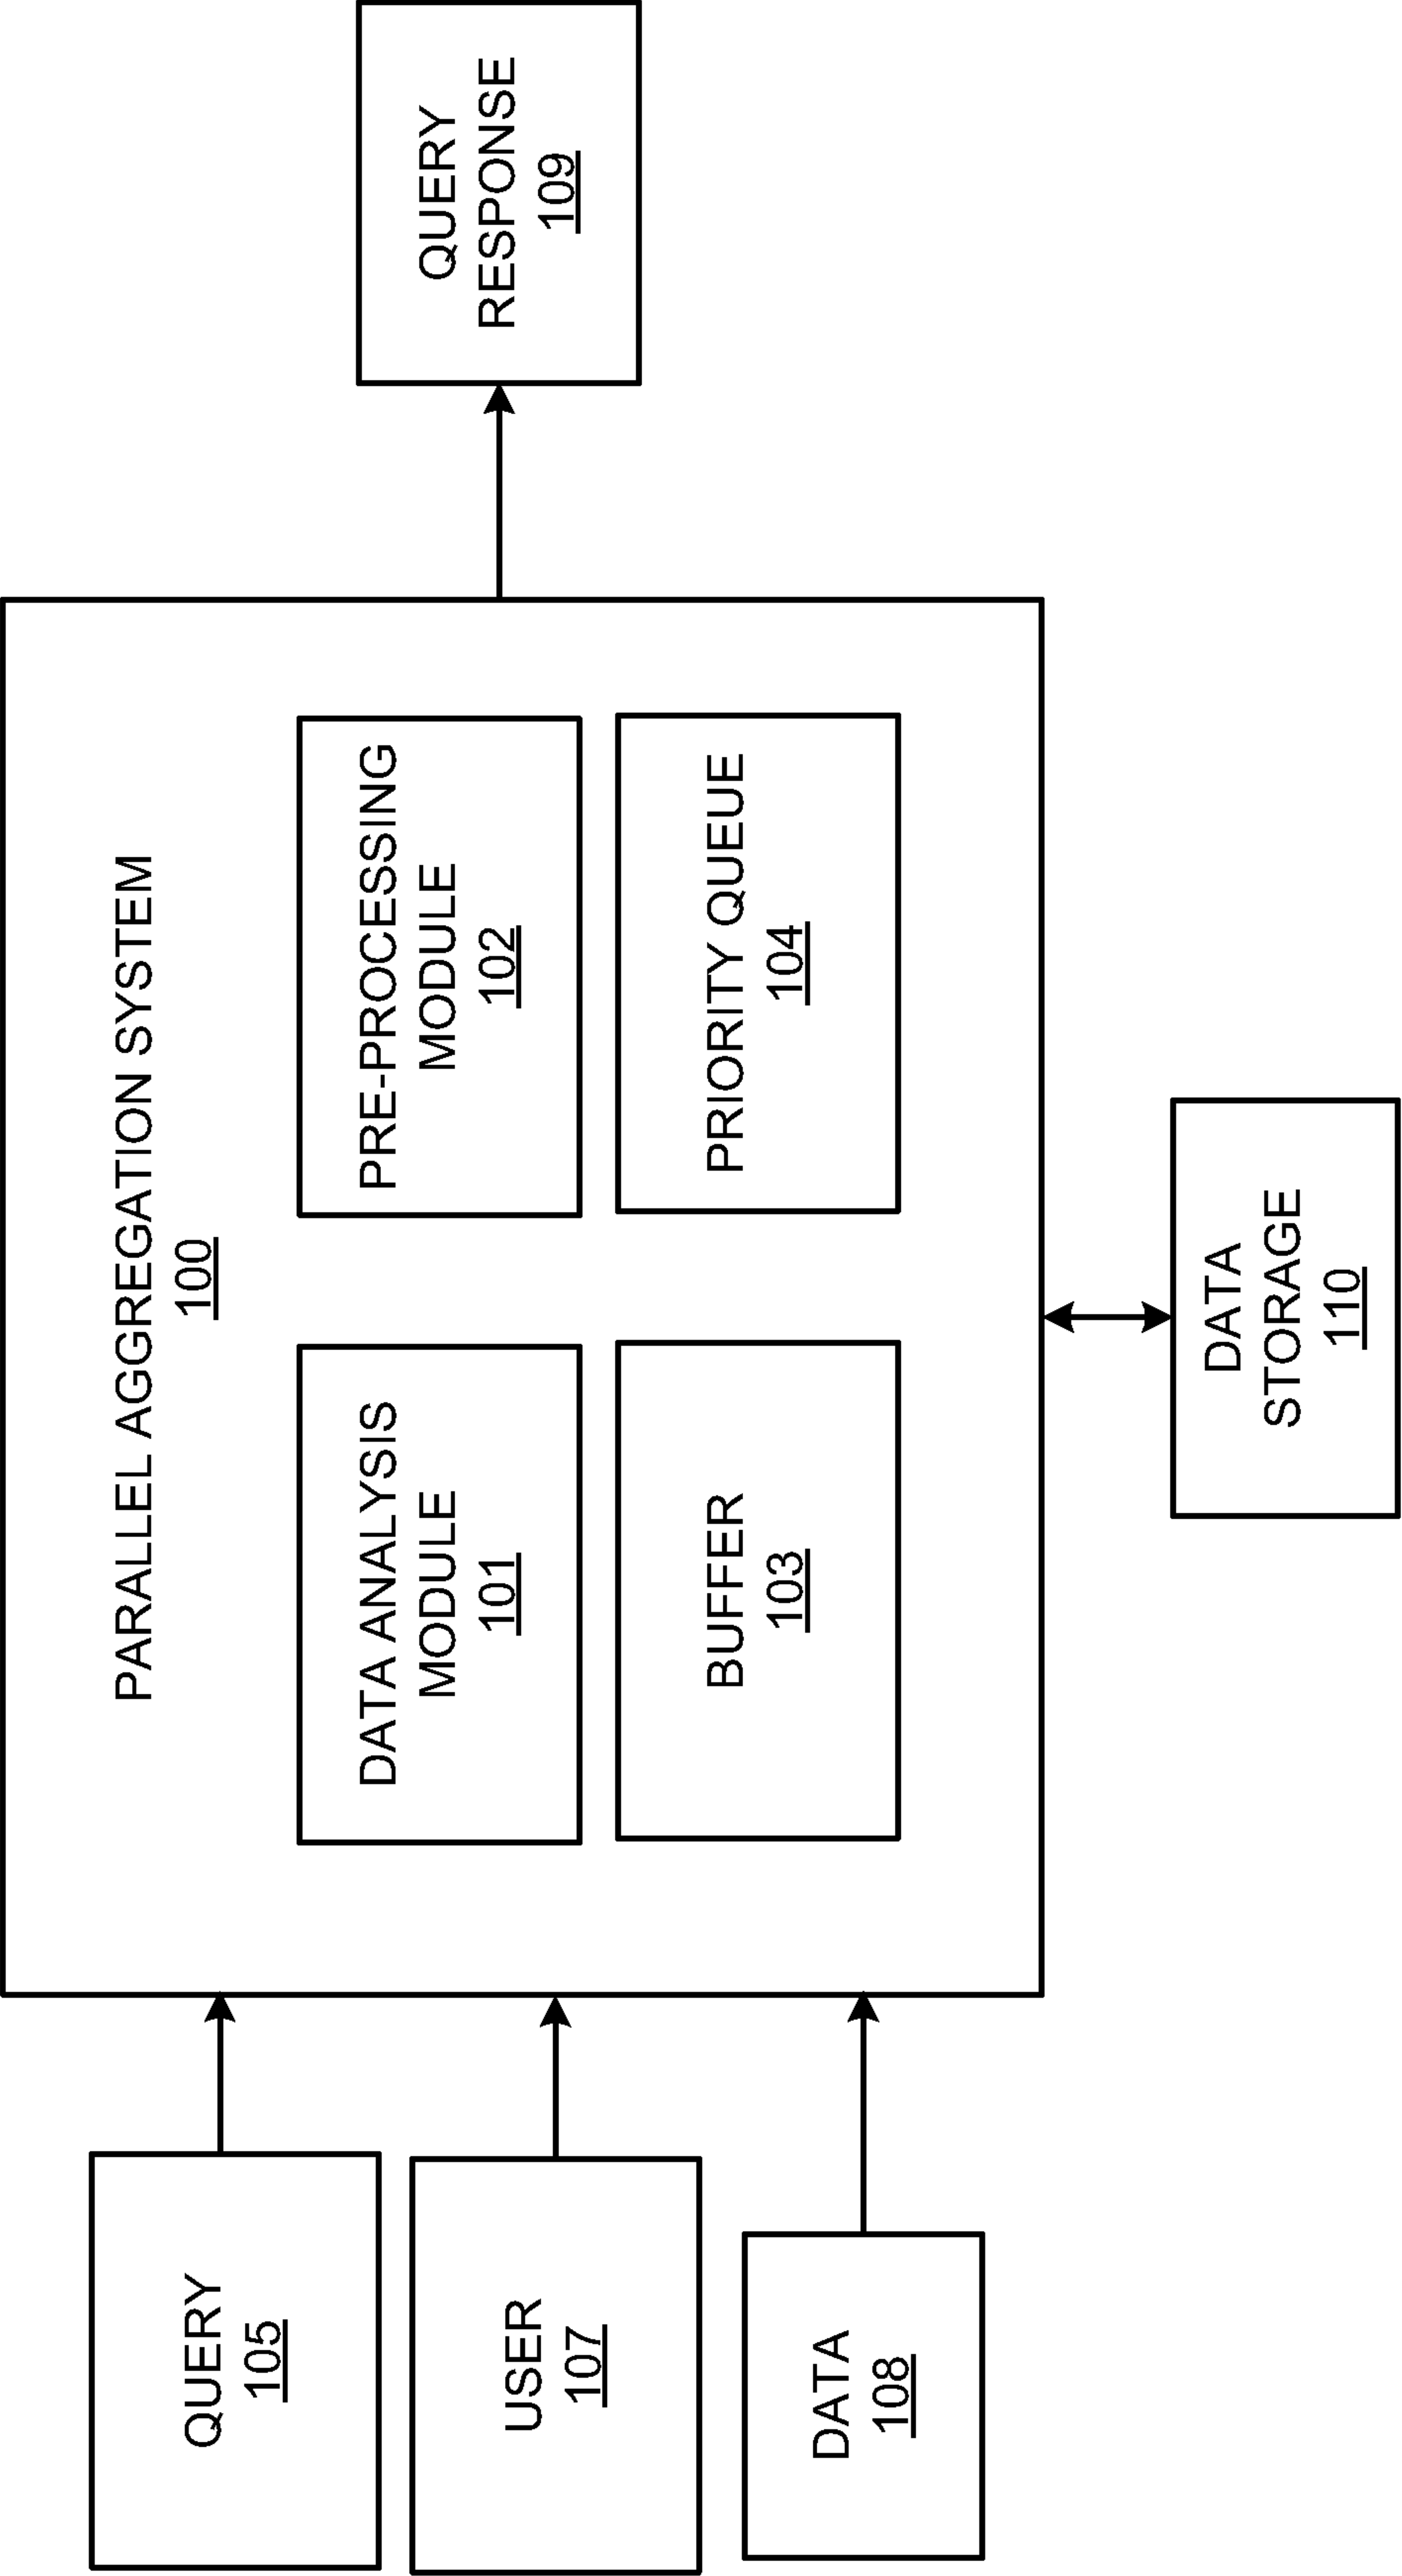 PARALLEL AGGREGATION SYSTEM
100
QUERY
105
USER
107
DATA
108
DATA ANALYSIS
MODULE
101
PRE-PROCESSING
MODULE
102
BUFFER
103
PRIORITY QUEUE
104
QUERY
RESPONSE
109
DATA
STORAGE
110